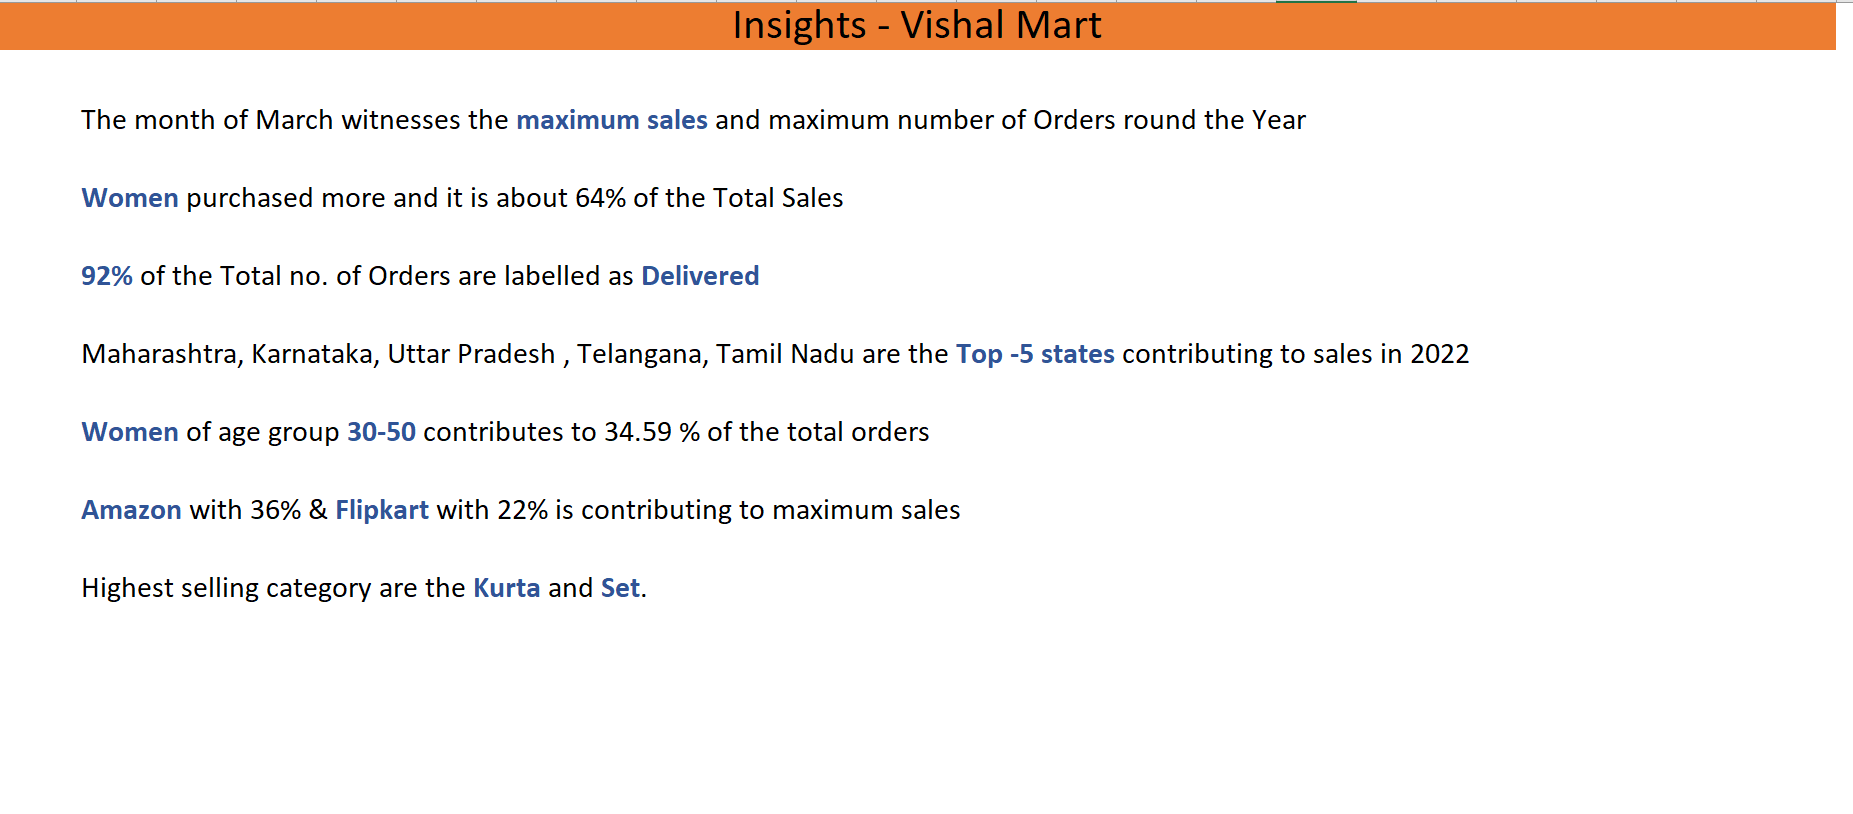 Insights - Vishal Mart
The month of March witnesses the maximum sales and maximum number of Orders round the Year
Women purchased more and it is about 64% of the Total Sales
92% of the Total no. of Orders are labelled as Delivered
Maharashtra, Karnataka, Uttar Pradesh , Telangana, Tamil Nadu are the Top -5 states contributing to sales in 2022
Women of age group 30-50 contributes to 34.59 % of the total orders
Amazon with 36% & Flipkart with 22% is contributing to maximum sales
Highest selling category are the Kurta and Set.